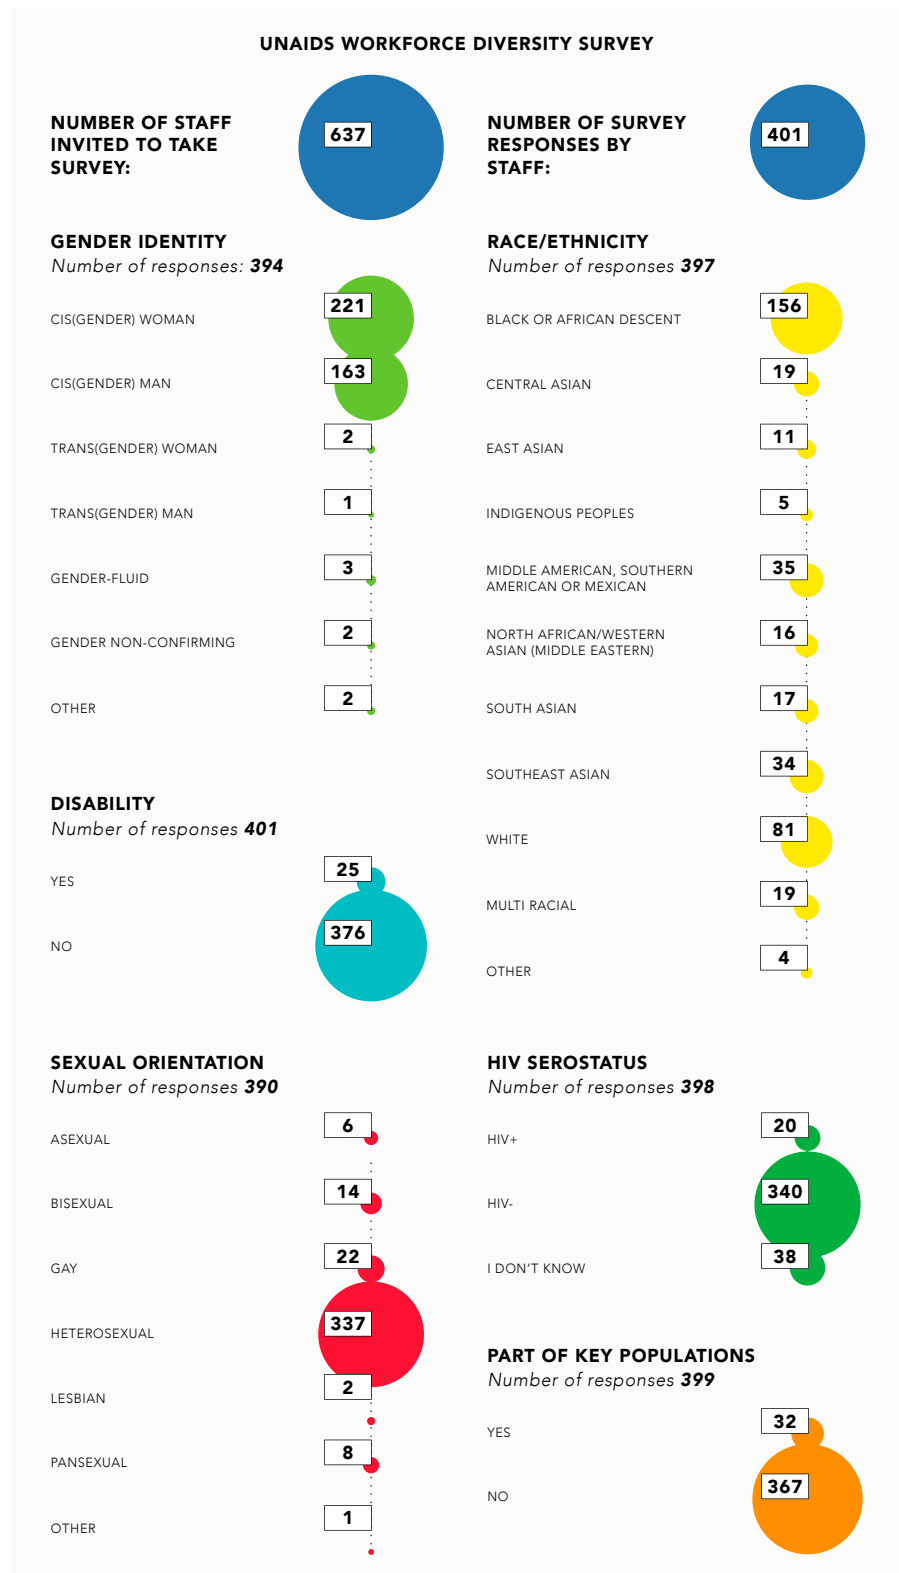 UNAIDS WORKFORCE DIVERSITY SURVEY
NUMBER OF STAFF
INVITED TO TAKE
SURVEY:
637
NUMBER OF SURVEY
RESPONSES BY
STAFF:
401
GENDER IDENTITY
Number of responses: 394
CIS(GENDER) WOMAN
221
CIS(GENDER) MAN
163
TRANS(GENDER) WOMAN
2
TRANS(GENDER) MAN
1
GENDER-FLUID
3
GENDER NON-CONFIRMING
2
OTHER
2
RACE/ETHNICITY
Number of responses 397
BLACK OR AFRICAN DESCENT
156
CENTRAL ASIAN
19
EAST ASIAN
11
INDIGENOUS PEOPLES
5
MIDDLE AMERICAN, SOUTHERN
AMERICAN OR MEXICAN
35
NORTH AFRICAN/WESTERN
ASIAN (MIDDLE EASTERN)
16
SOUTH ASIAN
17
SOUTHEAST ASIAN
34
WHITE
81
MULTI RACIAL
19
OTHER
4
DISABILITY
Number of responses 401
YES
25
NO
376
SEXUAL ORIENTATION
Number of responses 390
ASEXUAL
6
BISEXUAL
14
GAY
22
HETEROSEXUAL
337
LESBIAN
2
PANSEXUAL
8
OTHER
1
HIV SEROSTATUS
Number of responses 398
HIV+
20
HIV-
340
I DON'T KNOW
38
PART OF KEY POPULATIONS
Number of responses 399
YES
32
NO
367